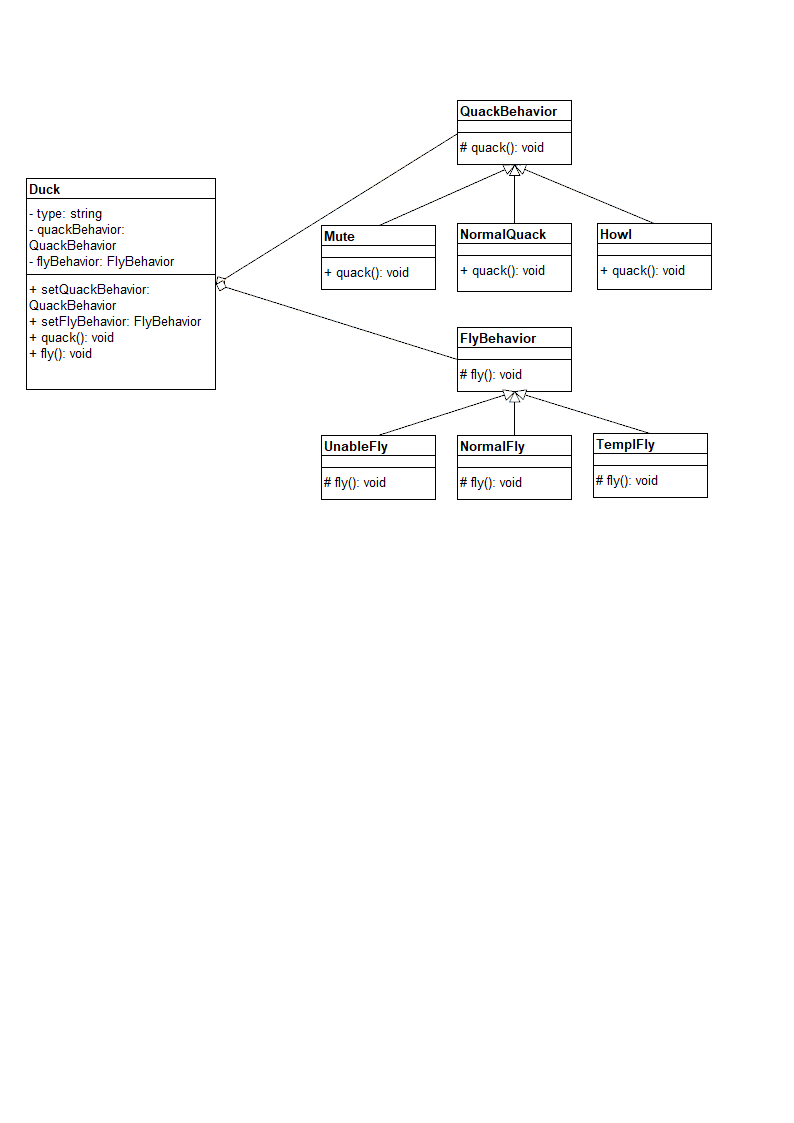 Duck
- type: string
- quackBehavior:
QuackBehavior
- flyBehavior: FlyBehavior
+ setQuackBehavior:
QuackBehavior
+ setFlyBehavior: FlyBehavior
+ quack(): void
+ fly(): void
QuackBehavior
# quack(): void
Mute
+ quack(): void
NormalQuack
+ quack(): void
Howl
+ quack(): void
FlyBehavior
# fly(): void
UnableFly
# fly(): void
NormalFly
# fly(): void
TemplFly
# fly(): void